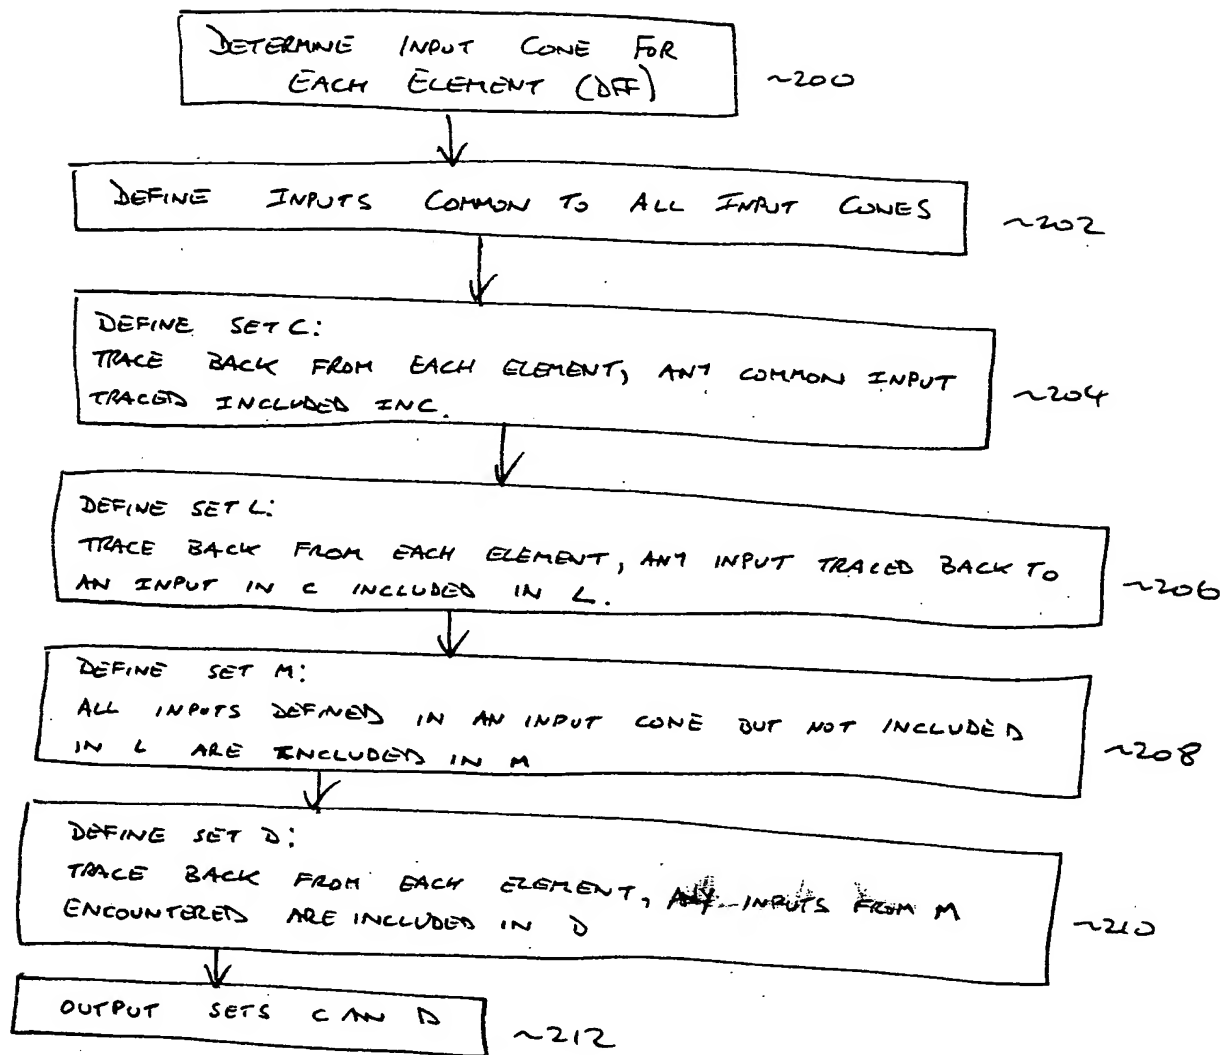 DETERMINE INPUT CONE FOR
EACH ELEMENT (DFF)
~200
DEFINE INPUTS COMMON TO ALL INPUT CONES
~202
DEFINE SET C:
TRACE BACK FROM EACH ELEMENT, ANY COMMON INPUT
TRACED INCLUDED INC.
~204
DEFINE SET L:
TRACE BACK FROM EACH ELEMENT, ANY INPUT TRACED BACK TO
AN INPUT IN C INCLUDED IN L.
~206
DEFINE SET M:
ALL INPUTS DEFINED IN AN INPUT CONE BUT NOT INCLUDED
IN L ARE INCLUDED IN M
~208
DEFINE SET D:
TRACE BACK FROM EACH ELEMENT, ANY INPUTS FROM M
ENCOUNTERED ARE INCLUDED IN D
~210
OUTPUT SETS C AN D
~212